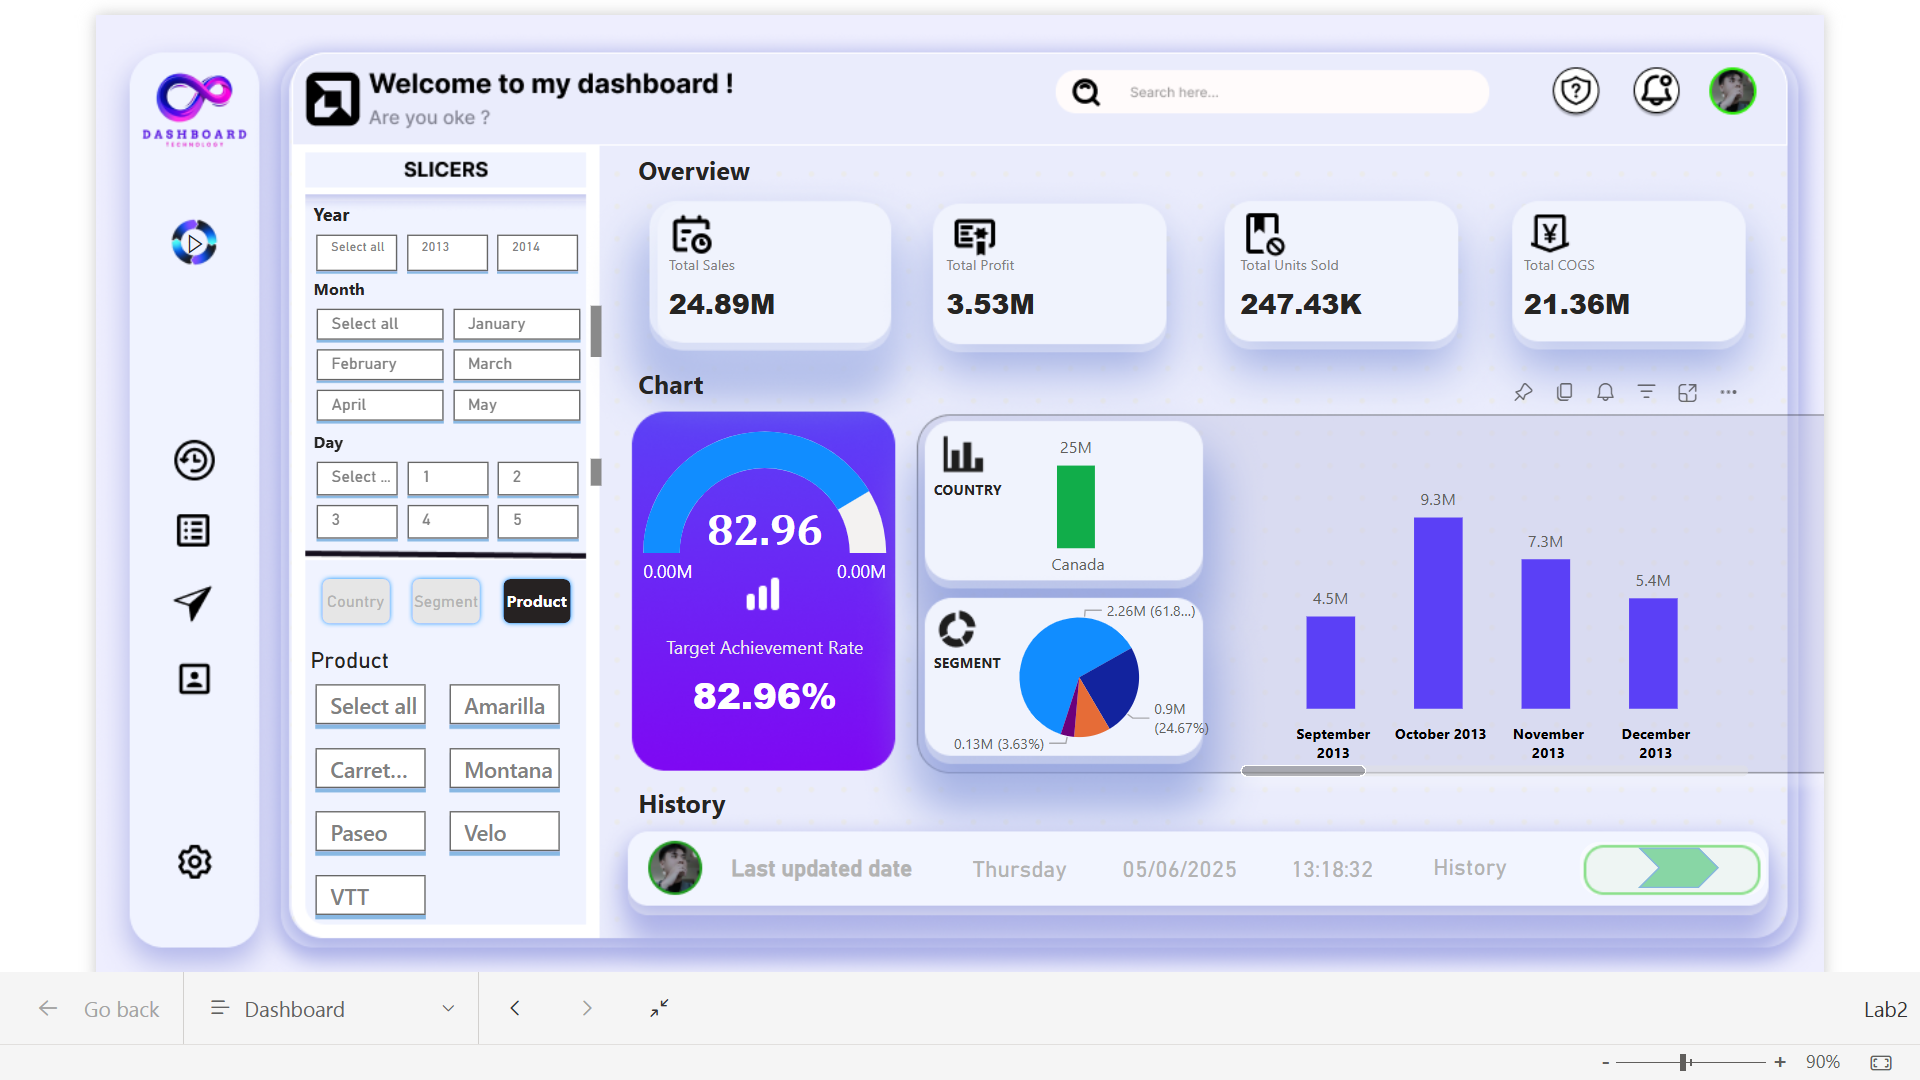 DASHBOARD
TECHNOLOGY
Welcome to my dashboard !
Are you oke ?
Search here...
SLICERS
Year
Select all
2013
2014
Month
Select all
January
February
March
April
May
Day
Select ...
1
2
3
4
5
Country
Segment
Product
Product
Select all
Amarilla
Carret...
Montana
Paseo
Velo
VTT
Overview
Total Sales
24.89M
Total Profit
3.53M
Total Units Sold
247.43K
Total COGS
21.36M
Chart
82.96
0.00M
0.00M
Target Achievement Rate
82.96%
COUNTRY
25M
Canada
SEGMENT
2.26M (61.8...)
0.9M
(24.67%)
0.13M (3.63%)
4.5M
9.3M
7.3M
5.4M
September
2013
October 2013
November
2013
December
2013
History
Last updated date
Thursday
05/06/2025
13:18:32
History
Go back
Dashboard
Lab2
- + 90%